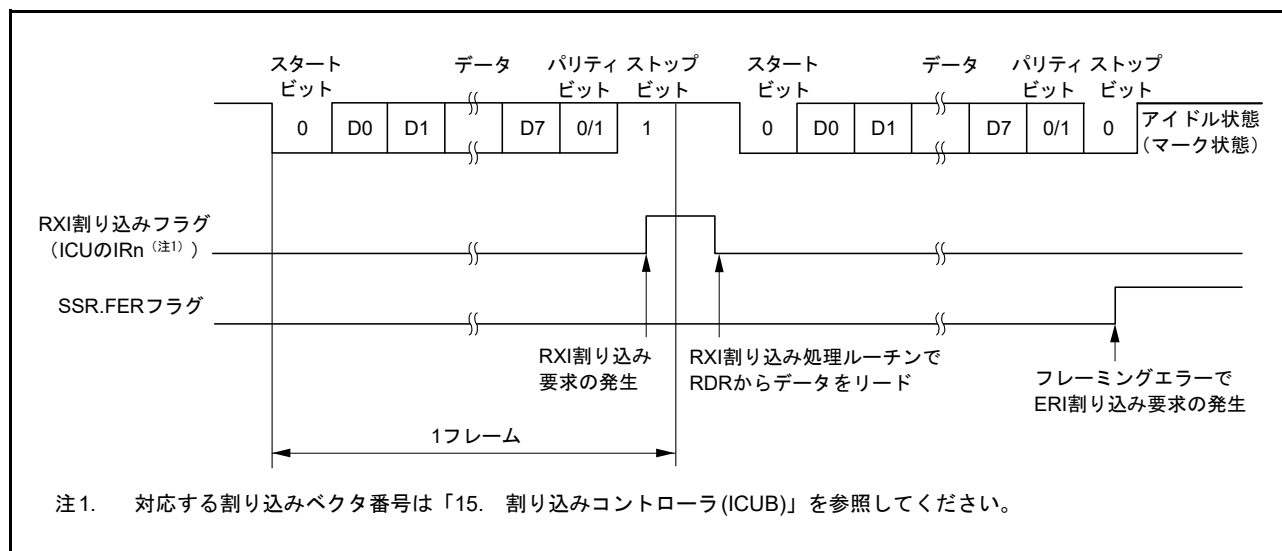 スタート データ パリティ ストップ スタート データ パリティ ストップ
ビット ビット ビット ビット ビット ビット
0 D0 D1 D7 0/1 1 0 D0 D1 D7 0/1 0 アイドル状態
(マーク状態)
RXI割り込みフラグ
(ICUのIRn (注1) )
SSR.FERフラグ
RXI割り込み
要求の発生
RXI割り込み処理ルーチンで
RDRからデータをリード
フレーミングエラーで
ERI割り込み要求の発生
1フレーム
注1. 対応する割り込みベクタ番号は「15. 割り込みコントローラ(ICUB)」を参照してください。